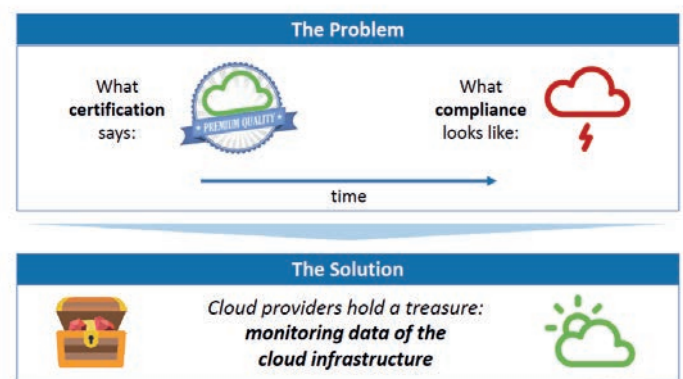 The Problem
What
certification
says:
PREMIUM QUALITY
What
compliance
looks like:
time
The Solution
Cloud providers hold a treasure:
monitoring data of the
cloud infrastructure